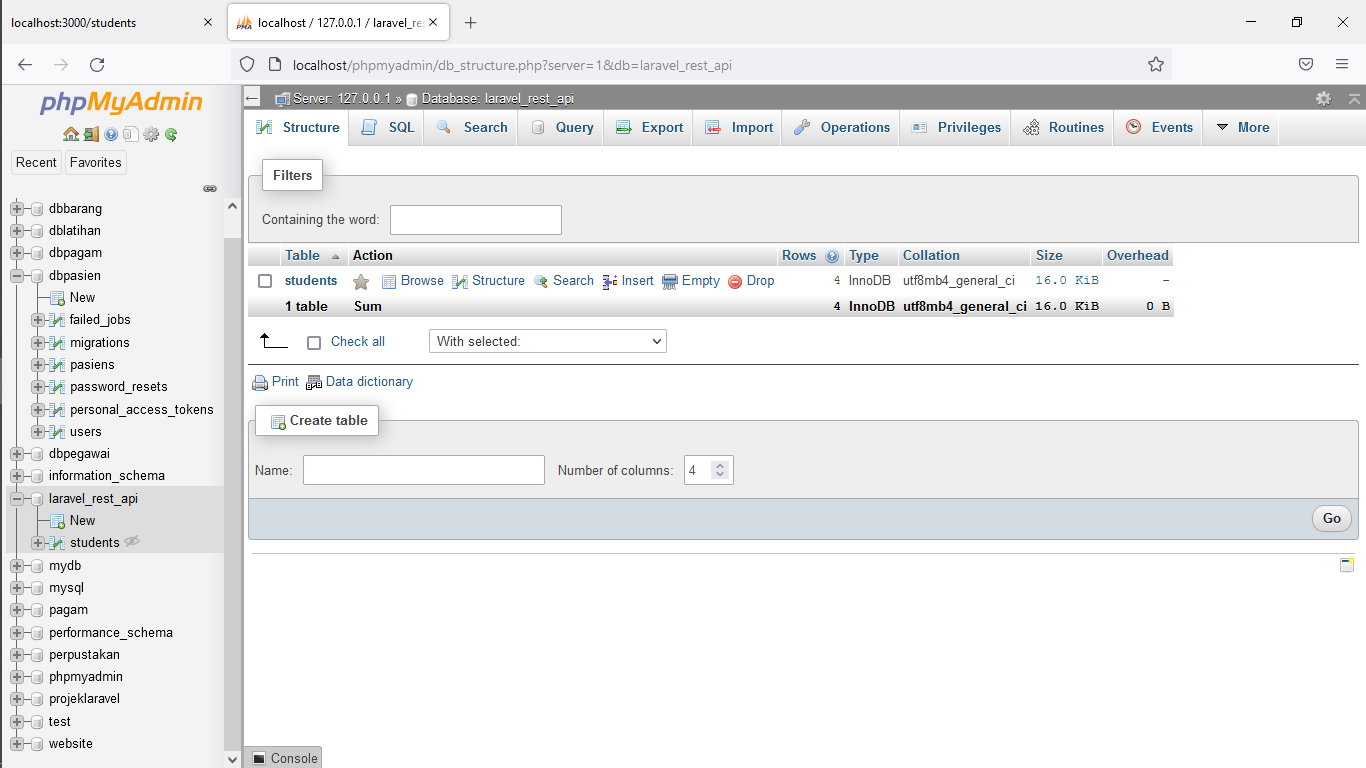 localhost:3000/students
localhost / 127.0.0.1 / laravel_res
localhost/phpmyadmin/db_structure.php?server=1&db=laravel_rest_api
phpMyAdmin
Recent Favorites
dbbarang
dblatihan
dbpagam
dbpasien
New
failed_jobs
migrations
pasiens
password_resets
personal_access_tokens
users
dbpegawai
information_schema
laravel_rest_api
New
students
mydb
mysql
pagam
performance_schema
perpustakan
phpmyadmin
projeklaravel
test
website
Server: 127.0.0.1 » Database: laravel_rest_api
Structure SQL Search Query Export Import Operations Privileges Routines Events More
Filters
Containing the word:
Table Action Rows Type Collation Size Overhead
students Browse Structure Search Insert Empty Drop 4 InnoDB utf8mb4_general_ci 16.0 KiB –
1 table Sum 4 InnoDB utf8mb4_general_ci 16.0 KiB 0 B
Check all With selected:
Print Data dictionary
Create table
Name: Number of columns: 4
Go
Console